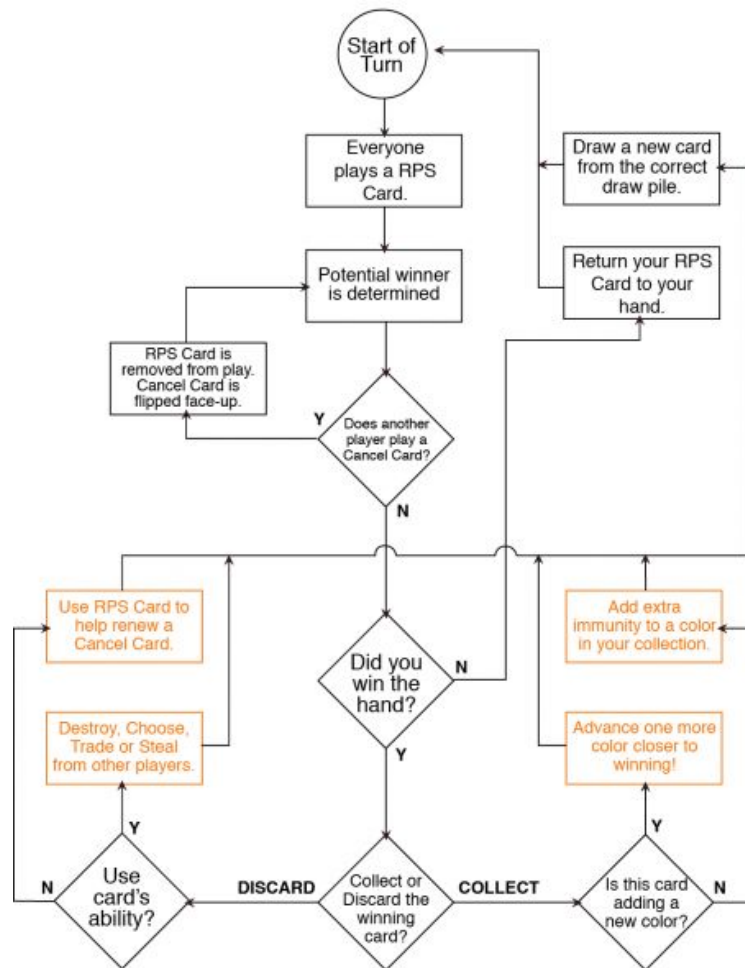 Start of
Turn
Everyone
plays a RPS
Card.
Draw a new card
from the correct
draw pile.
Potential winner
is determined
Return your RPS
Card to your
hand.
RPS Card is
removed from play.
Cancel Card is
flipped face-up.
Y
Does another
player play a
Cancel Card?
N
Use RPS Card to
help renew a
Cancel Card.
Add extra
immunity to a color
in your collection.
Did you
win the
hand?
N
Y
Destroy, Choose,
Trade or Steal
from other players.
Advance one more
color closer to
winning!
Y
Y
N
Use
card's
ability?
DISCARD
Collect or
Discard the
winning
card?
COLLECT
Is this card
adding a
new color?
N